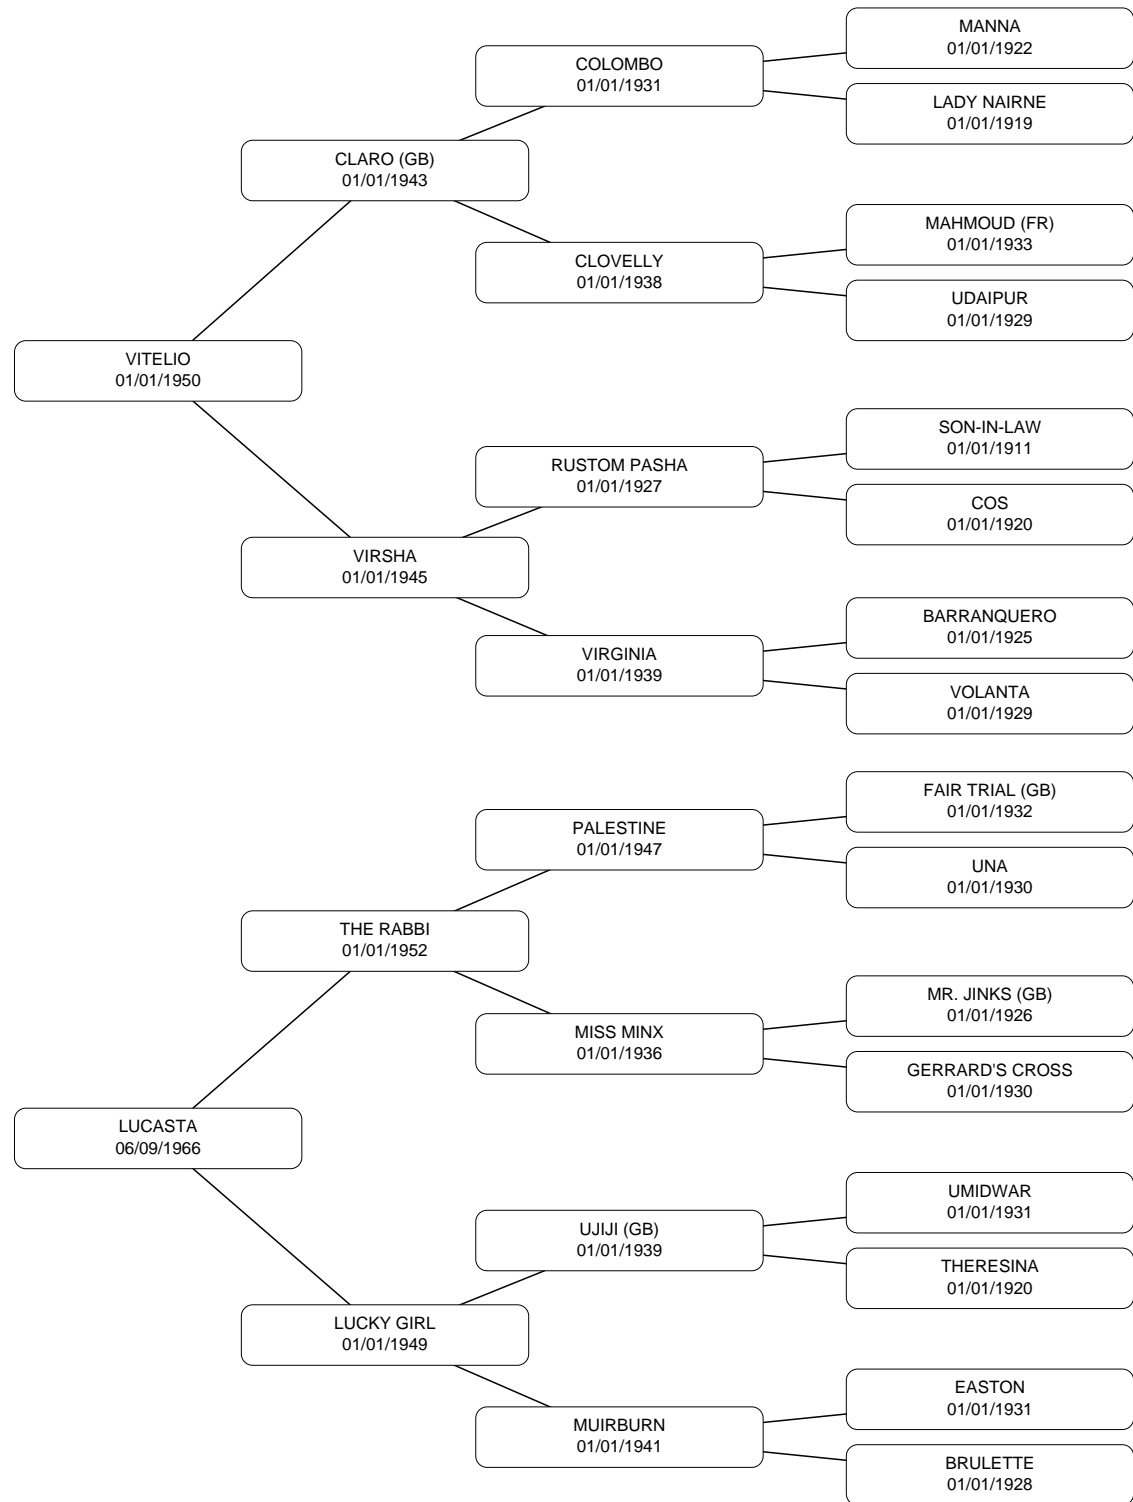 MANNA
01/01/1922
COLOMBO
01/01/1931
LADY NAIRNE
01/01/1919
CLARO (GB)
01/01/1943
MAHMOUD (FR)
01/01/1933
CLOVELLY
01/01/1938
UDAIPUR
01/01/1929
VITELIO
01/01/1950
SON-IN-LAW
01/01/1911
RUSTOM PASHA
01/01/1927
COS
01/01/1920
VIRSHA
01/01/1945
BARRANQUERO
01/01/1925
VIRGINIA
01/01/1939
VOLANTA
01/01/1929
FAIR TRIAL (GB)
01/01/1932
PALESTINE
01/01/1947
UNA
01/01/1930
THE RABBI
01/01/1952
MR. JINKS (GB)
01/01/1926
MISS MINX
01/01/1936
GERRARD'S CROSS
01/01/1930
LUCASTA
06/09/1966
UMIDWAR
01/01/1931
UJIJI (GB)
01/01/1939
THERESINA
01/01/1920
LUCKY GIRL
01/01/1949
EASTON
01/01/1931
MUIRBURN
01/01/1941
BRULETTE
01/01/1928